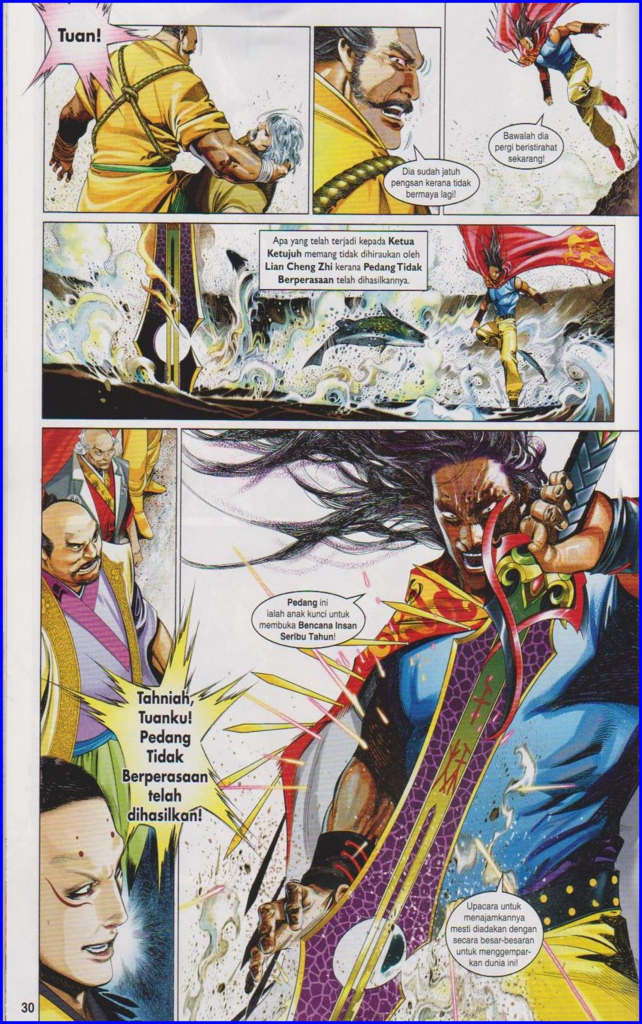 Tuan!
Dia sudah jatuh
pengsan kerana tidak
bermaya lagi!
Bawalah dia
pergi beristirahat
sekarang!
Apa yang telah terjadi kepada Ketua
Ketujuh memang tidak dihiraukan oleh
Lian Cheng Zhi kerana Pedang Tidak
Berperasaan telah dihasilkannya.
Pedang ini
ialah anak kunci untuk
membuka Bencana Insan
Seribu Tahun!
Tahniah,
Tuanku!
Pedang
Tidak
Berperasaan
telah
dihasilkan!
Upacara untuk
menajamkannya
mesti diadakan dengan
secara besar-besaran
untuk menggempar-
kan dunia ini!
30